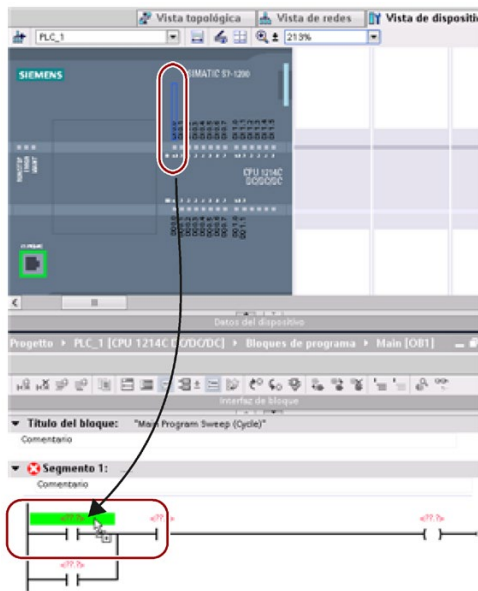 Vista topológica
Vista de redes
Vista de dispositiv
PLC_1
213%
SIEMENS
SIMATIC S7-1200
CPU 1214C
DC/DC/DC
Datos del dispositivo
Progetto ▸ PLC_1 [CPU 1214C DC/DC/DC] ▸ Bloques de programa ▸ Main [OB1]
Interfaz de bloque
Título del bloque: "Main Program Sweep (Cycle)"
Comentario
Segmento 1: ...
Comentario
<??.?>
<??.?>
<??.?>
<??.?>